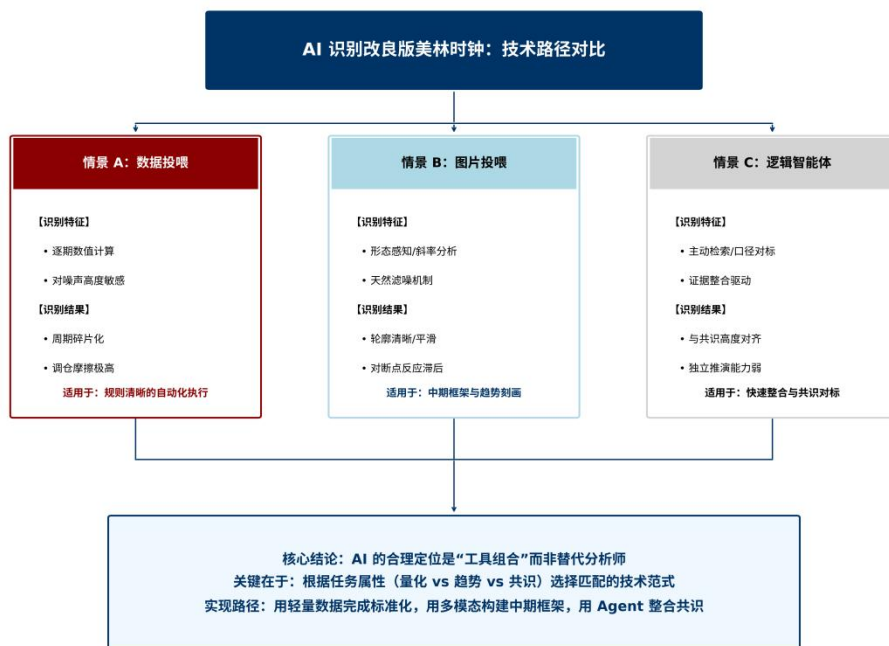 AI 识别改良版美林时钟：技术路径对比
情景 A：数据投喂
【识别特征】
• 逐期数值计算
• 对噪声高度敏感
【识别结果】
• 周期碎片化
• 调仓摩擦极高
适用于：规则清晰的自动化执行
情景 B：图片投喂
【识别特征】
• 形态感知/斜率分析
• 天然滤噪机制
【识别结果】
• 轮廓清晰/平滑
• 对断点反应滞后
适用于：中期框架与趋势刻画
情景 C：逻辑智能体
【识别特征】
• 主动检索/口径对标
• 证据整合驱动
【识别结果】
• 与共识高度对齐
• 独立推演能力弱
适用于：快速整合与共识对标
核心结论：AI 的合理定位是“工具组合”而非替代分析师
关键在于：根据任务属性（量化 vs 趋势 vs 共识）选择匹配的技术范式
实现路径：用轻量数据完成标准化，用多模态构建中期框架，用 Agent 整合共识